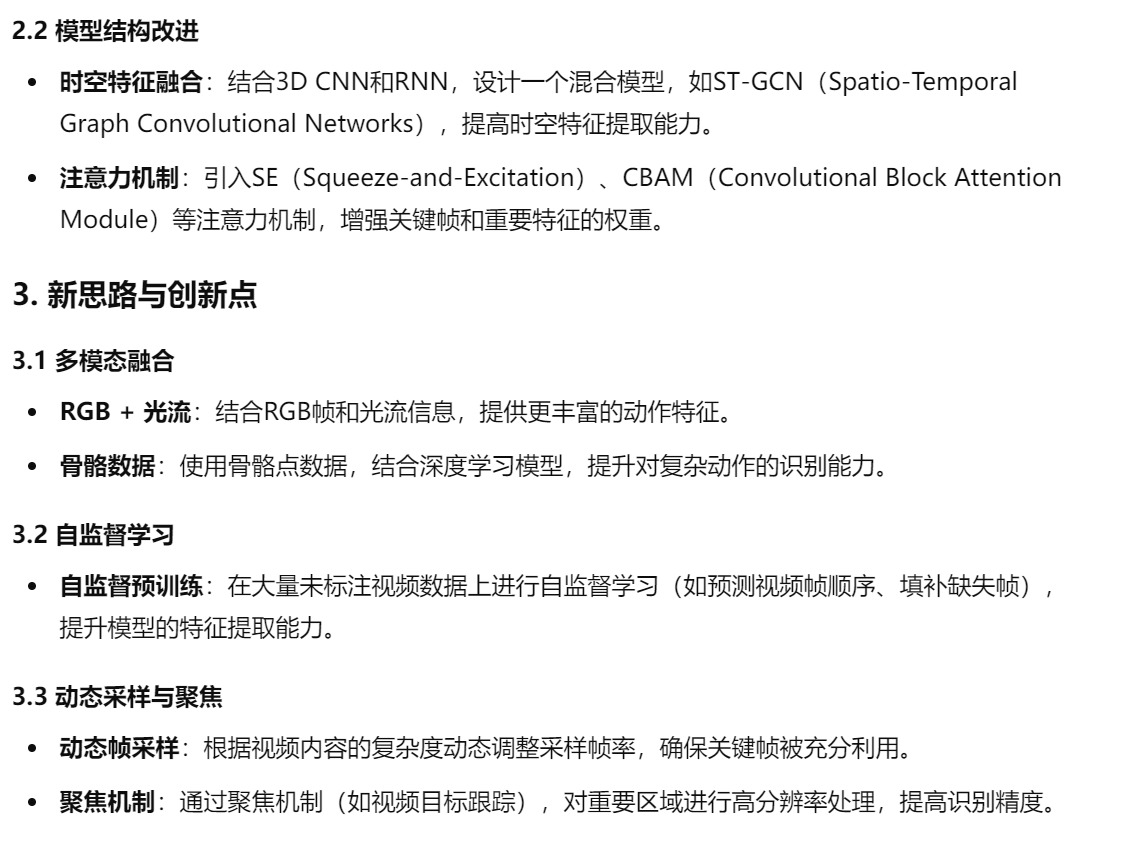 2.2 模型结构改进
• 时空特征融合：结合3D CNN和RNN，设计一个混合模型，如ST-GCN（Spatio-Temporal
Graph Convolutional Networks），提高时空特征提取能力。
• 注意力机制：引入SE（Squeeze-and-Excitation）、CBAM（Convolutional Block Attention
Module）等注意力机制，增强关键帧和重要特征的权重。
3. 新思路与创新点
3.1 多模态融合
• RGB + 光流：结合RGB帧和光流信息，提供更丰富的动作特征。
• 骨骼数据：使用骨骼点数据，结合深度学习模型，提升对复杂动作的识别能力。
3.2 自监督学习
• 自监督预训练：在大量未标注视频数据上进行自监督学习（如预测视频帧顺序、填补缺失帧），
提升模型的特征提取能力。
3.3 动态采样与聚焦
• 动态帧采样：根据视频内容的复杂度动态调整采样帧率，确保关键帧被充分利用。
• 聚焦机制：通过聚焦机制（如视频目标跟踪），对重要区域进行高分辨率处理，提高识别精度。